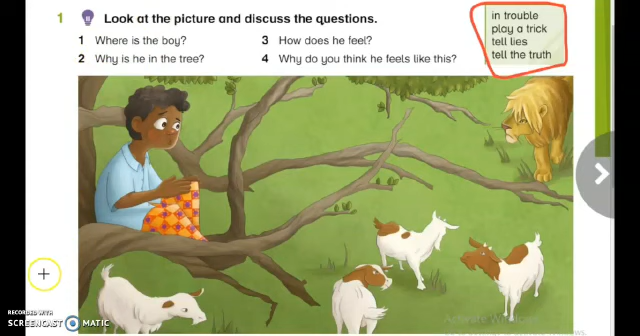 1 Look at the picture and discuss the questions.
1 Where is the boy?
2 Why is he in the tree?
3 How does he feel?
4 Why do you think he feels like this?
in trouble
play a trick
tell lies
tell the truth
RECORDED WITH
SCREENCAST MATIC